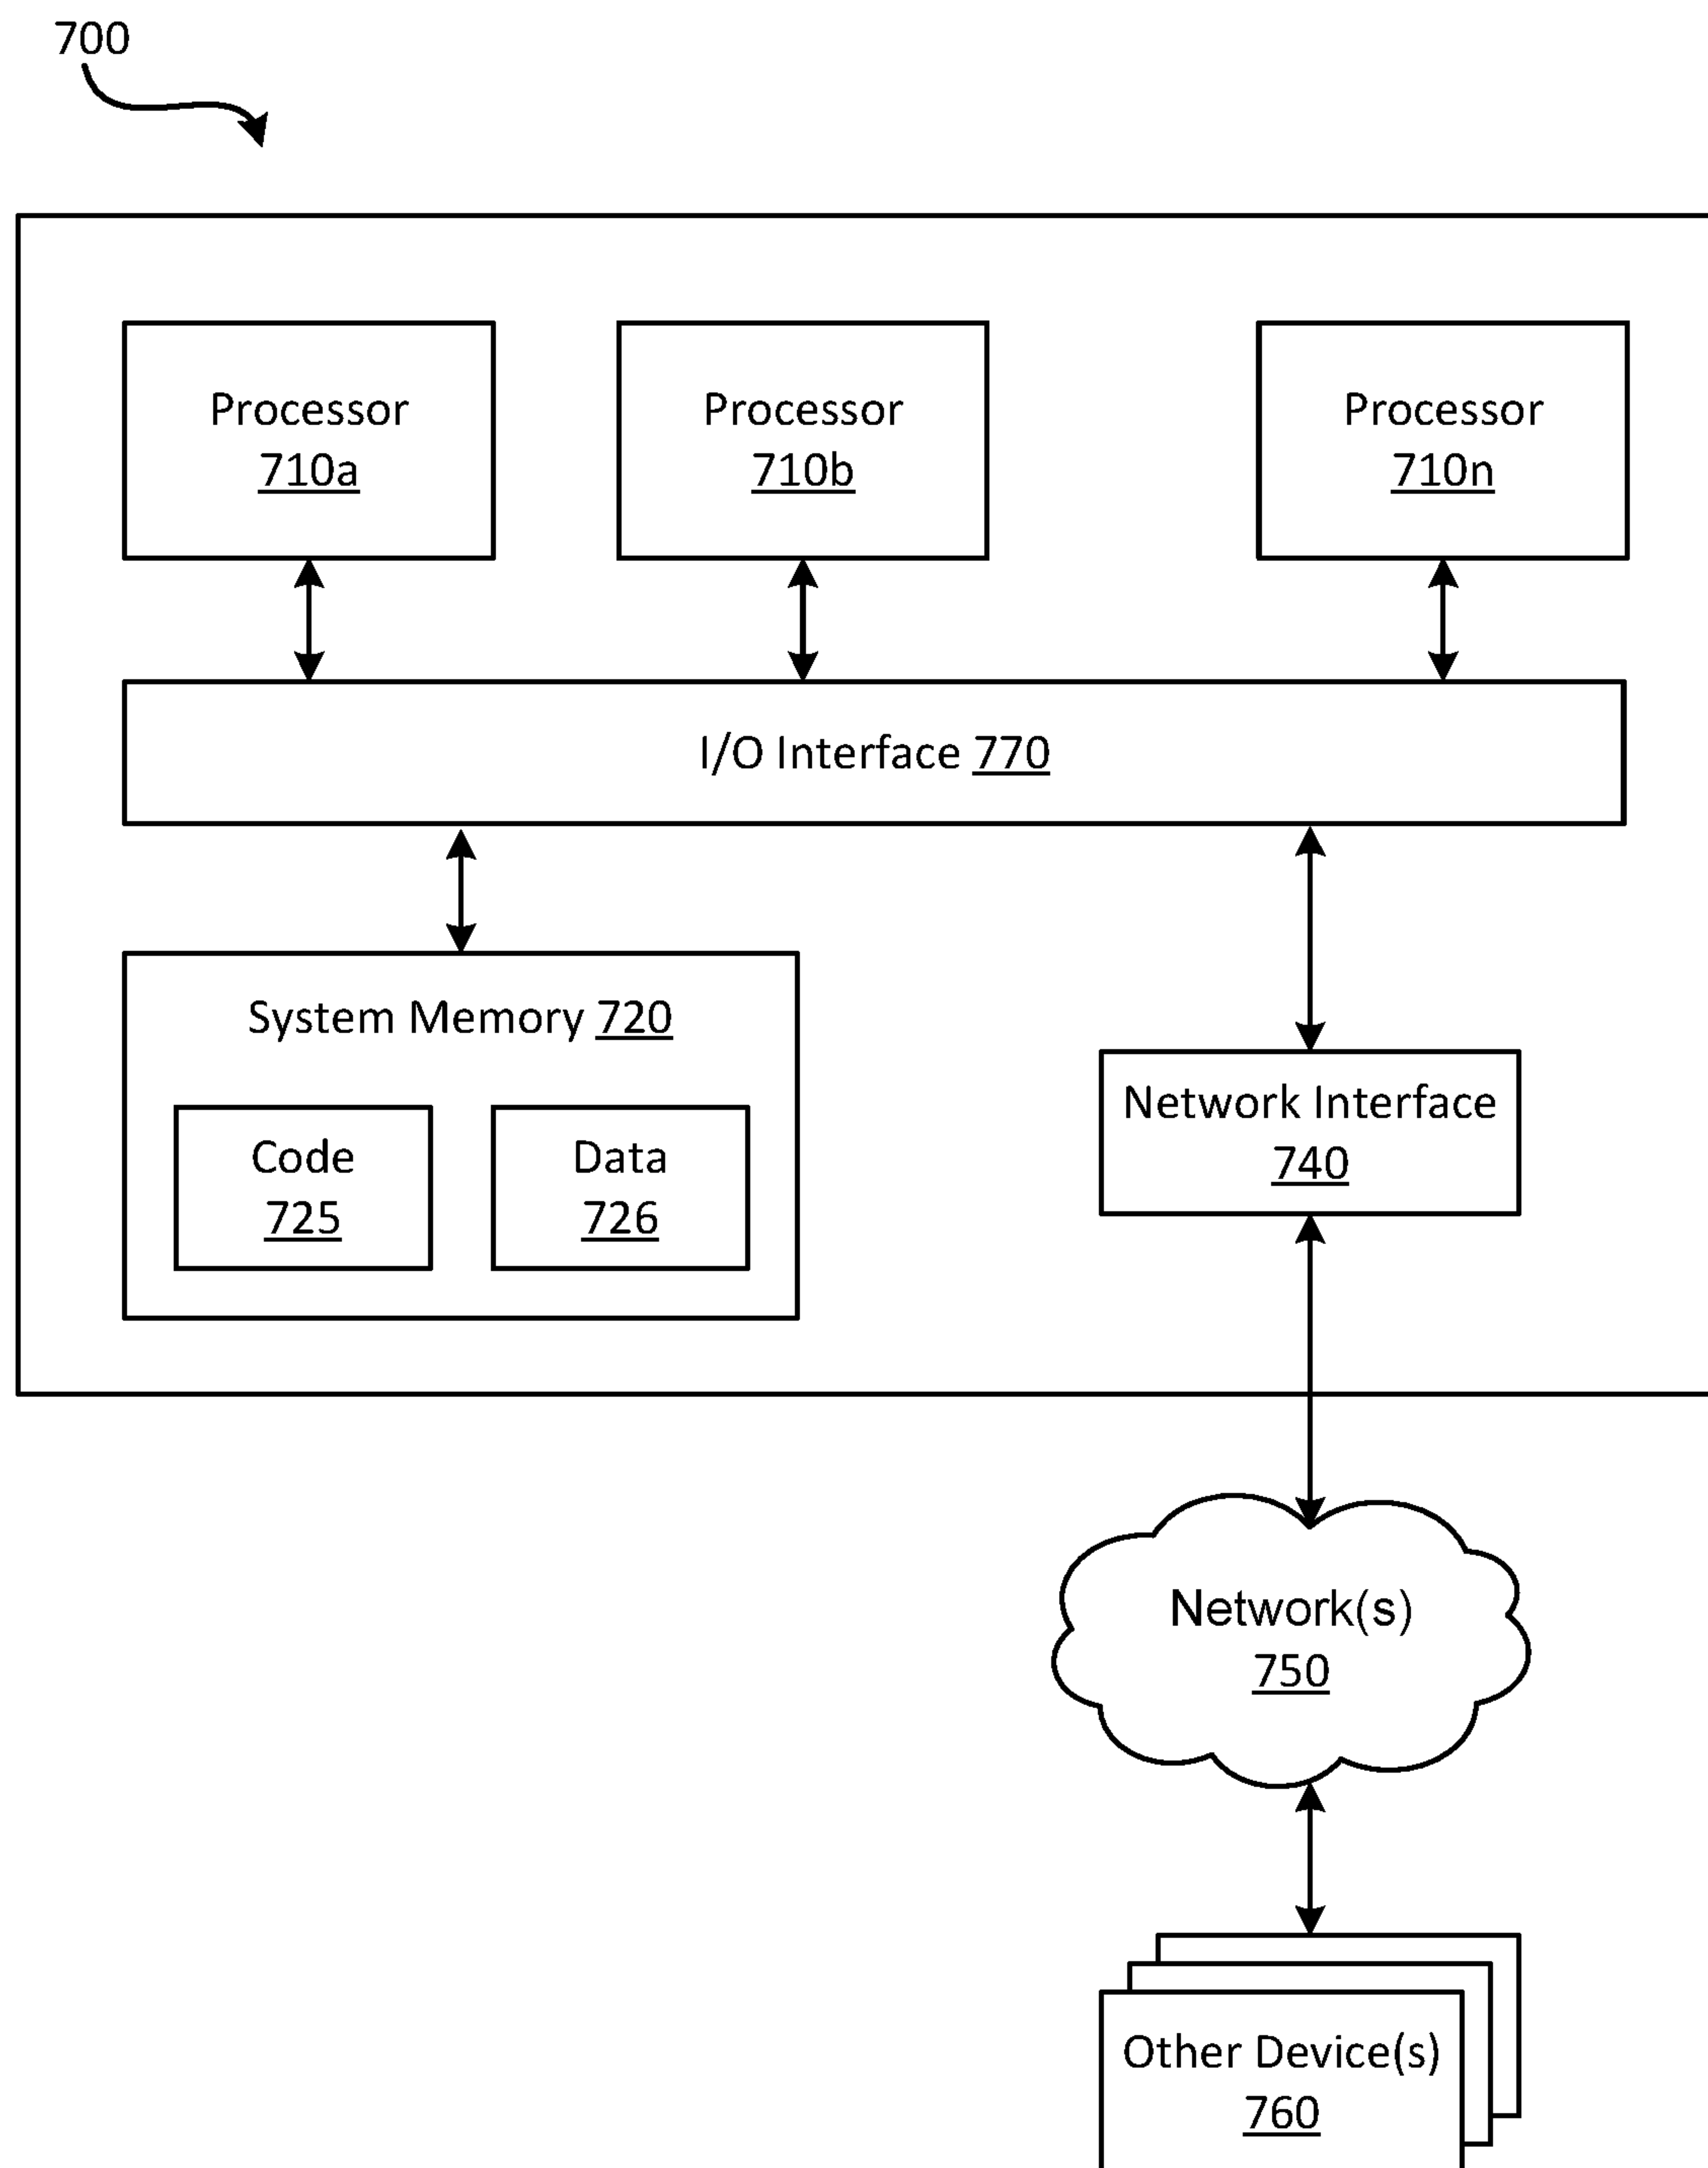 700
Processor
710a
Processor
710b
Processor
710n
I/O Interface 770
System Memory 720
Code
725
Data
726
Network Interface
740
Network(s)
750
Other Device(s)
760